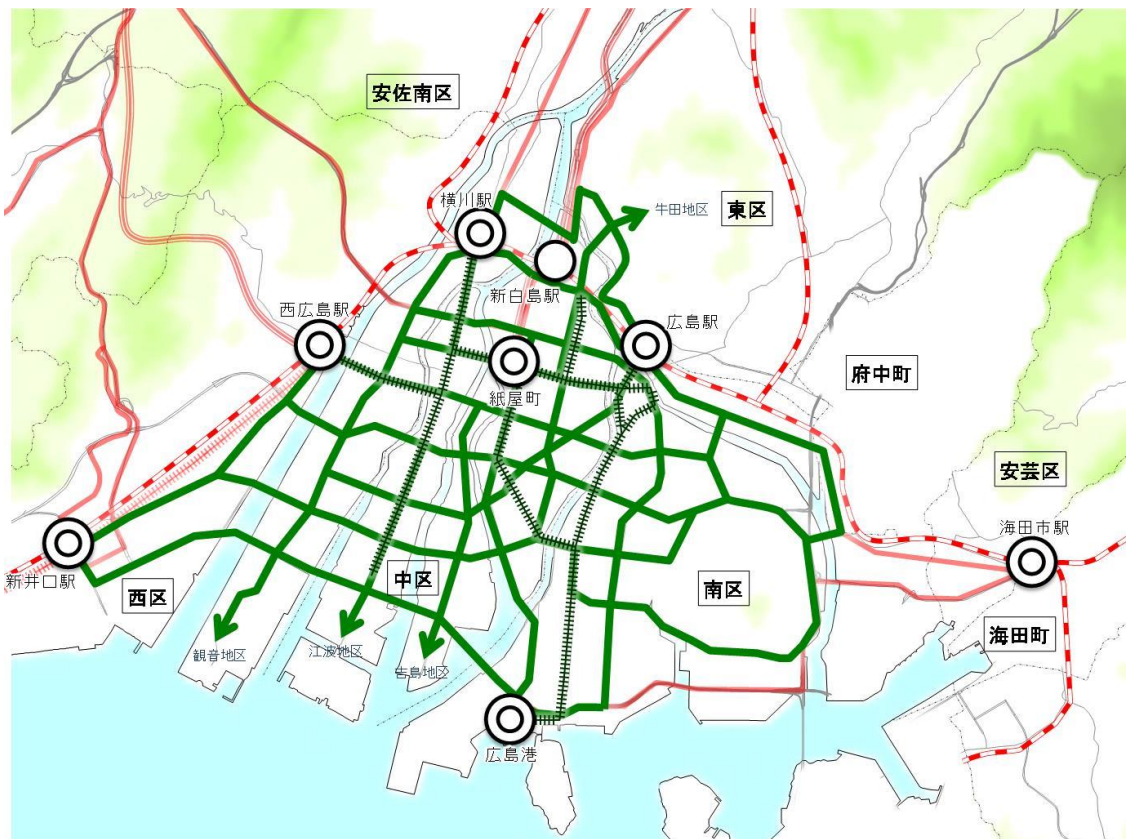 安佐南区
横川駅
牛田地区
東区
新白島駅
西広島駅
広島駅
紙屋町
府中町
安芸区
海田市駅
新井口駅
西区
中区
南区
海田町
観音地区
江波地区
吉島地区
広島港